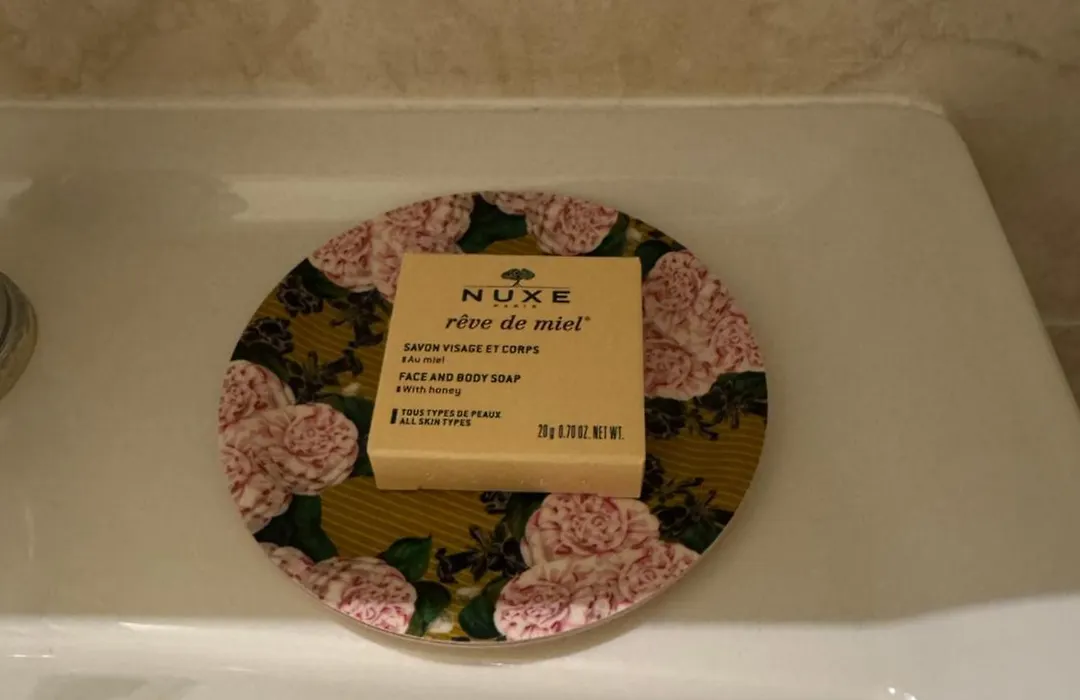 NUXE
PARIS
rêve de miel®
SAVON VISAGE ET CORPS
Au miel
FACE AND BODY SOAP
With honey
TOUS TYPES DE PEAUX
ALL SKIN TYPES
20g 0.70 OZ. NET WT.